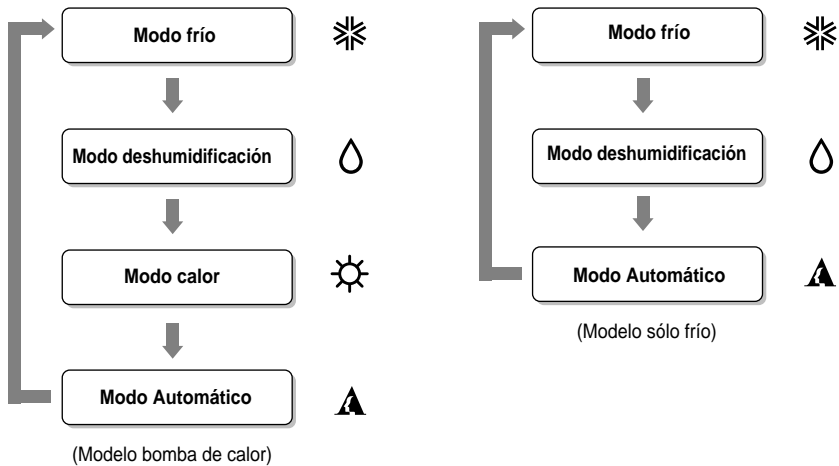 Modo frío
Modo deshumidificación
Modo calor
Modo Automático
(Modelo bomba de calor)
Modo frío
Modo deshumidificación
Modo Automático
(Modelo sólo frío)